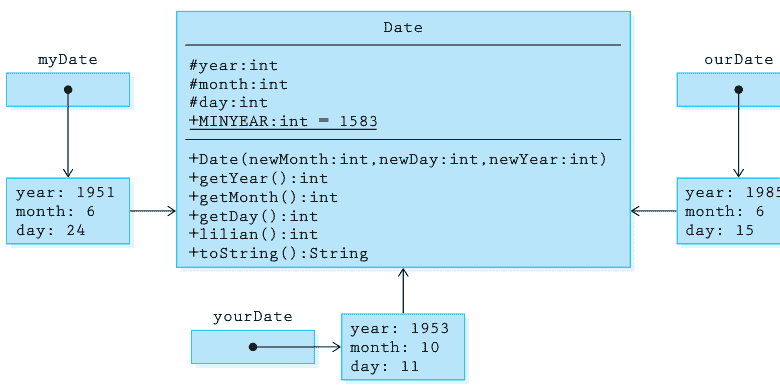 Date
#year:int
#month:int
#day:int
+MINYEAR:int = 1583
+Date(newMonth:int,newDay:int,newYear:int)
+getYear():int
+getMonth():int
+getDay():int
+lilian():int
+toString():String
myDate
year: 1951
month: 6
day: 24
ourDate
year: 1985
month: 6
day: 15
yourDate
year: 1953
month: 10
day: 11